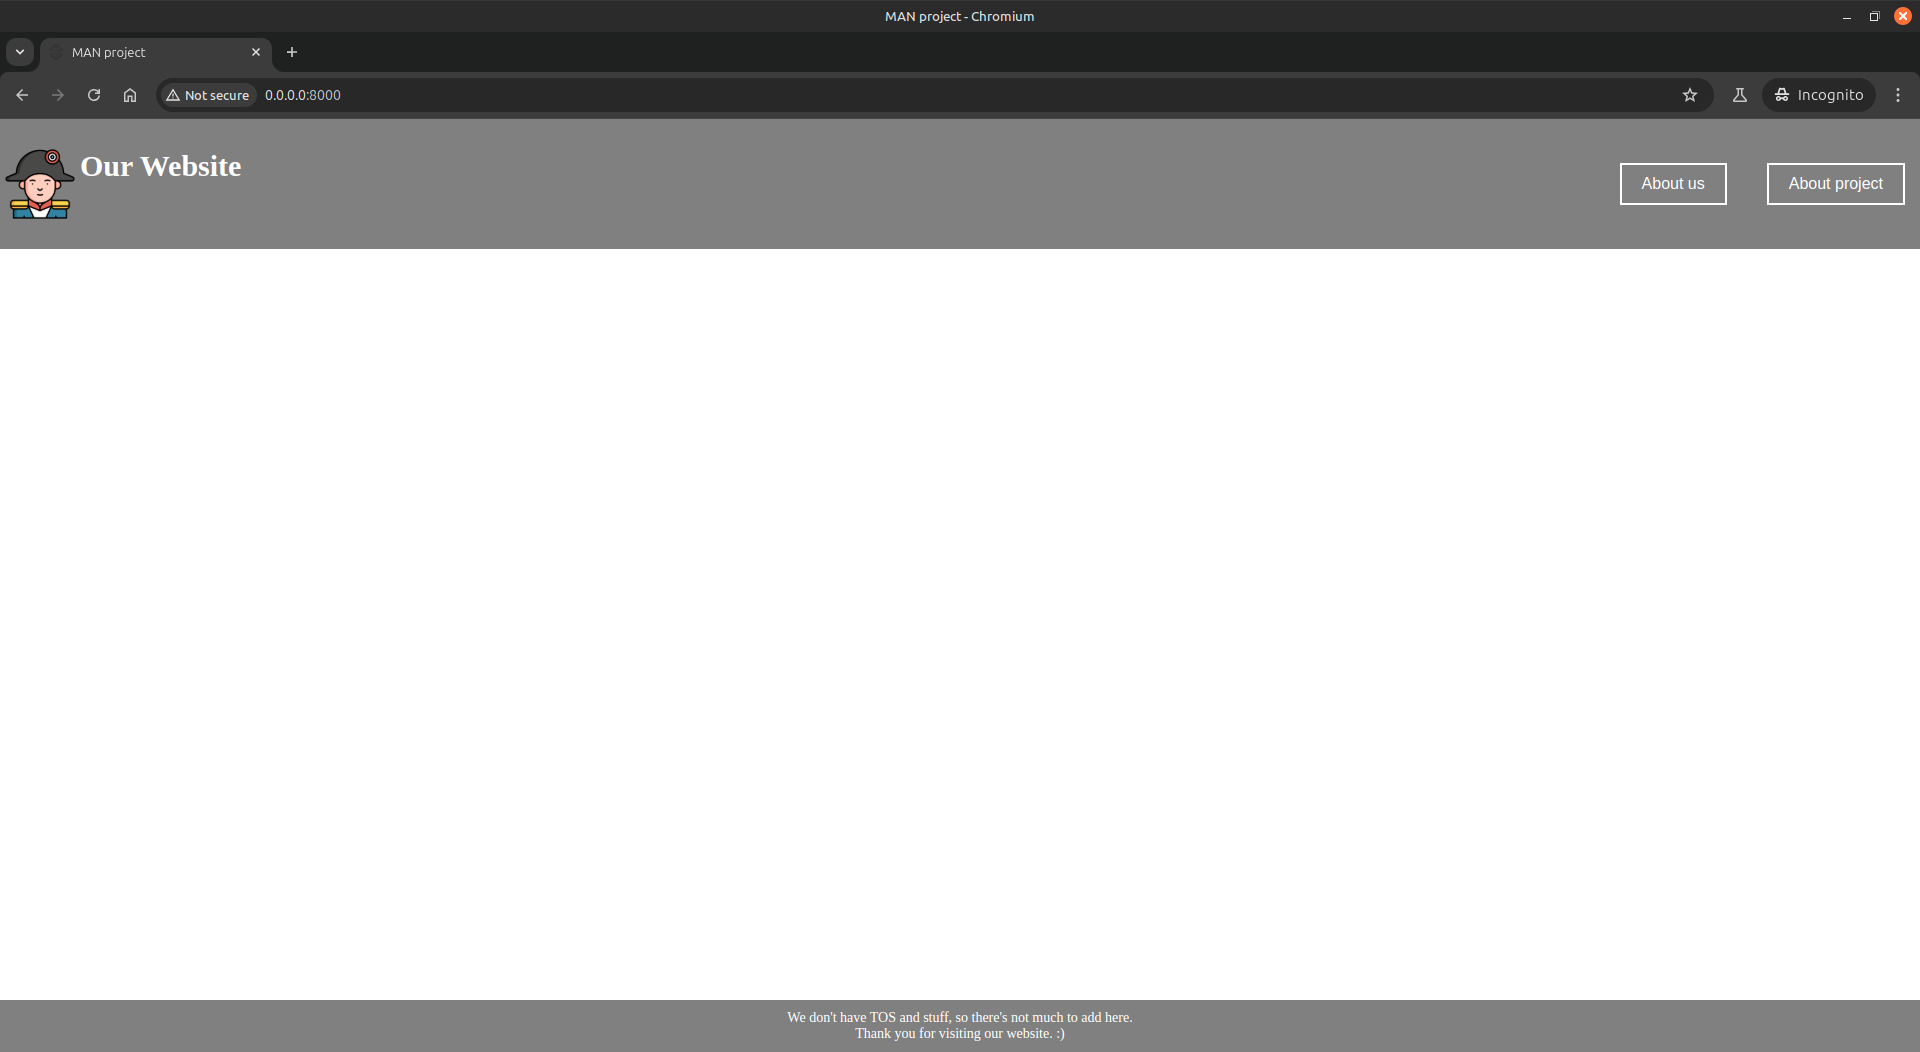 MAN project - Chromium
MAN project
Not secure
0.0.0.0:8000
Incognito
Our Website
About us
About project
We don't have TOS and stuff, so there's not much to add here.
Thank you for visiting our website. :)